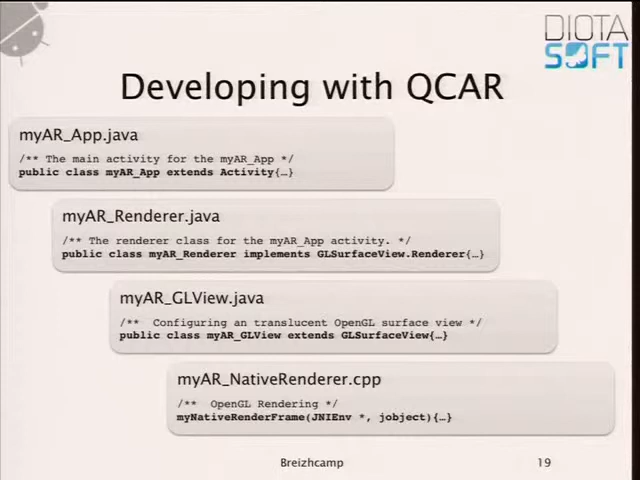 DIOTA
SOFT
Developing with QCAR
myAR_App.java
/** The main activity for the myAR_App */
public class myAR_App extends Activity{…}
myAR_Renderer.java
/** The renderer class for the myAR_App activity. */
public class myAR_Renderer implements GLSurfaceView.Renderer{…}
myAR_GLView.java
/** Configuring an translucent OpenGL surface view */
public class myAR_GLView extends GLSurfaceView{…}
myAR_NativeRenderer.cpp
/** OpenGL Rendering */
myNativeRenderFrame(JNIEnv *, jobject){…}
Breizhcamp
19